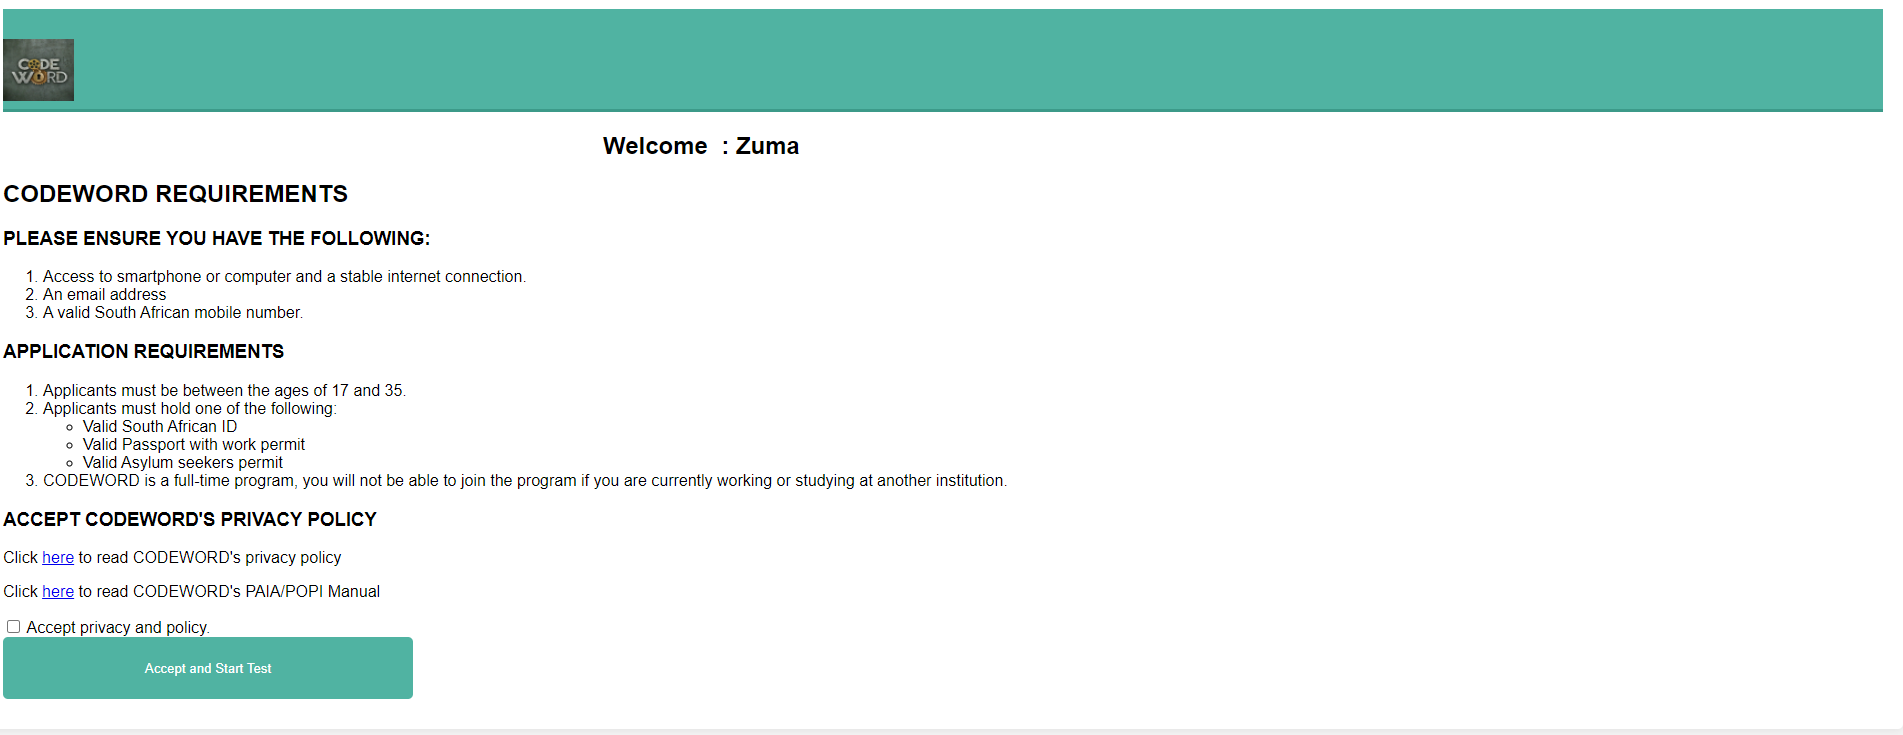 CODE
WORD
Welcome : Zuma
CODEWORD REQUIREMENTS
PLEASE ENSURE YOU HAVE THE FOLLOWING:
1. Access to smartphone or computer and a stable internet connection.
2. An email address
3. A valid South African mobile number.
APPLICATION REQUIREMENTS
1. Applicants must be between the ages of 17 and 35.
2. Applicants must hold one of the following:
Valid South African ID
Valid Passport with work permit
Valid Asylum seekers permit
3. CODEWORD is a full-time program, you will not be able to join the program if you are currently working or studying at another institution.
ACCEPT CODEWORD'S PRIVACY POLICY
Click here to read CODEWORD's privacy policy
Click here to read CODEWORD's PAIA/POPI Manual
Accept privacy and policy.
Accept and Start Test